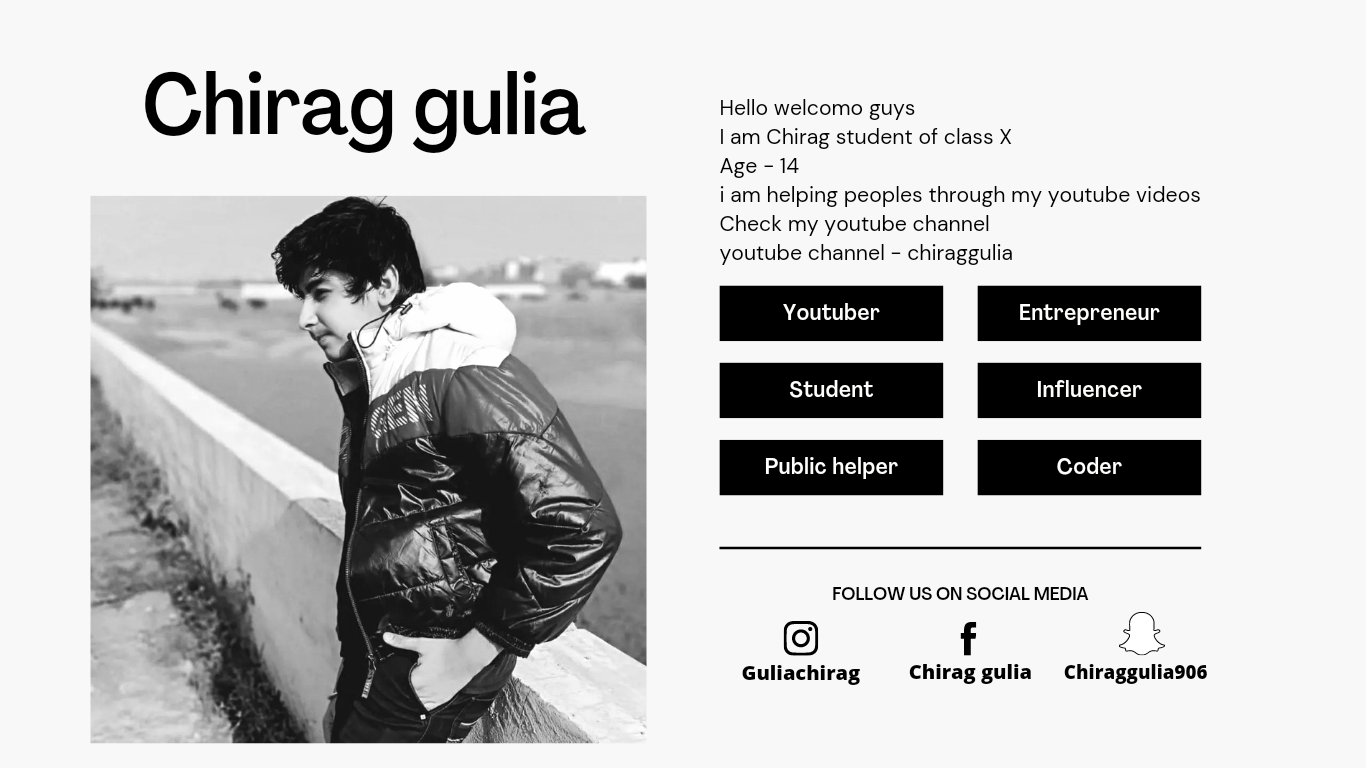 Chirag gulia
Hello welcomo guys
I am Chirag student of class X
Age - 14
i am helping peoples through my youtube videos
Check my youtube channel
youtube channel - chiraggulia
Youtuber
Entrepreneur
Student
Influencer
Public helper
Coder
FOLLOW US ON SOCIAL MEDIA
Guliachirag
Chirag gulia
Chiraggulia906